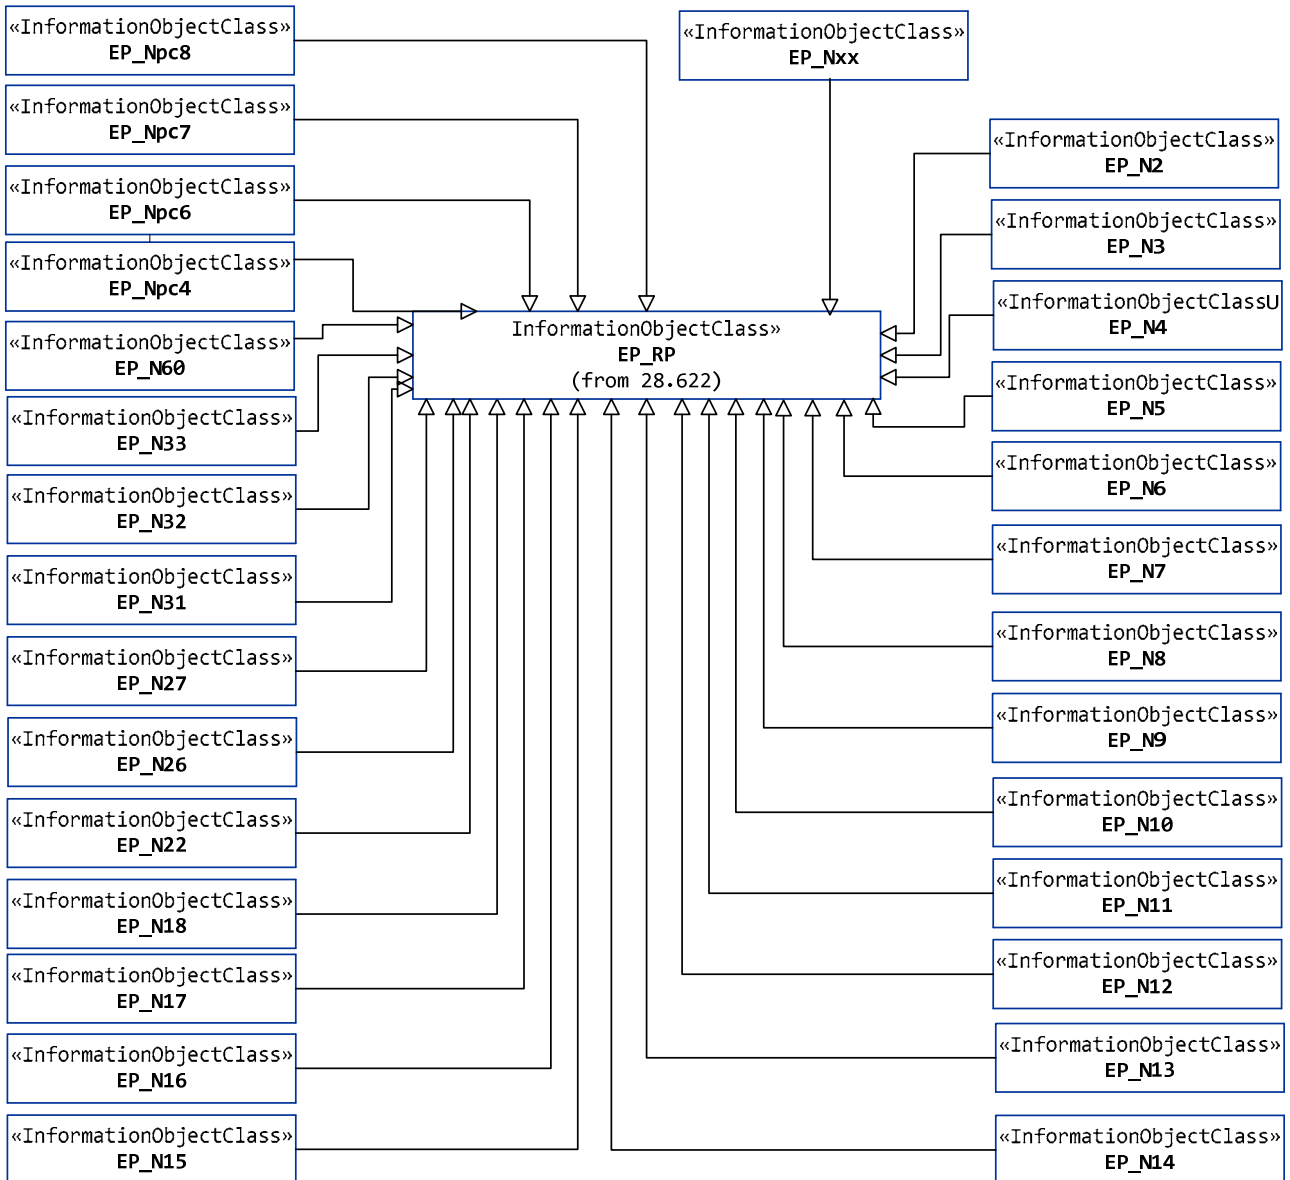 «InformationObjectClass»
EP_Npc8
«InformationObjectClass»
EP_Nxx
«InformationObjectClass»
EP_Npc7
«InformationObjectClass»
EP_N2
«InformationObjectClass»
EP_Npc6
«InformationObjectClass»
EP_N3
«InformationObjectClass»
EP_Npc4
«InformationObjectClassU
EP_N4
InformationObjectClass»
EP_RP
(from 28.622)
«InformationObjectClass»
EP_N60
«InformationObjectClass»
EP_N5
«InformationObjectClass»
EP_N33
«InformationObjectClass»
EP_N6
«InformationObjectClass»
EP_N32
«InformationObjectClass»
EP_N7
«InformationObjectClass»
EP_N31
«InformationObjectClass»
EP_N8
«InformationObjectClass»
EP_N27
«InformationObjectClass»
EP_N9
«InformationObjectClass»
EP_N26
«InformationObjectClass»
EP_N10
«InformationObjectClass»
EP_N22
«InformationObjectClass»
EP_N11
«InformationObjectClass»
EP_N18
«InformationObjectClass»
EP_N12
«InformationObjectClass»
EP_N17
«InformationObjectClass»
EP_N13
«InformationObjectClass»
EP_N16
«InformationObjectClass»
EP_N14
«InformationObjectClass»
EP_N15